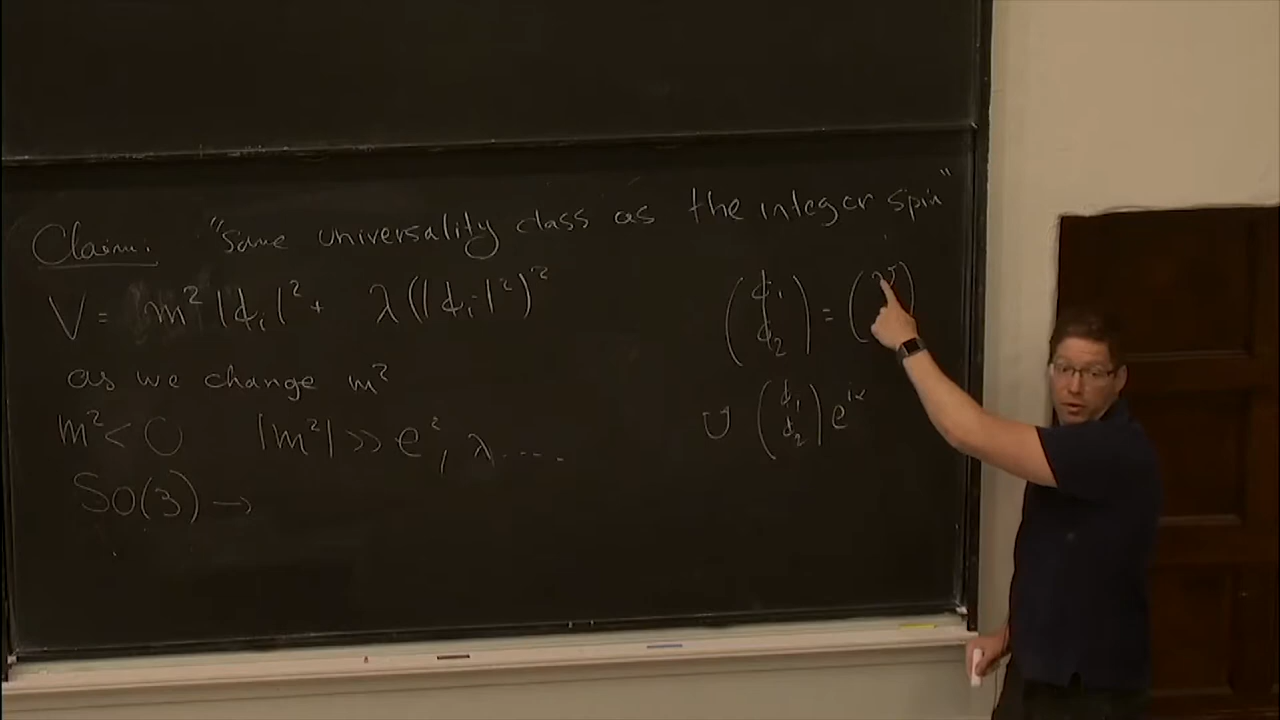 Claim: "Same universality class as the integer spin"
V = m² |ϕᵢ|² + λ(|ϕᵢ|²)²
as we change m²
m² < 0 |m²| >> e², λ ....
SO(3) →
(ϕ₁ ϕ₂) = (
U (ϕ₁ ϕ₂) e^{iα}